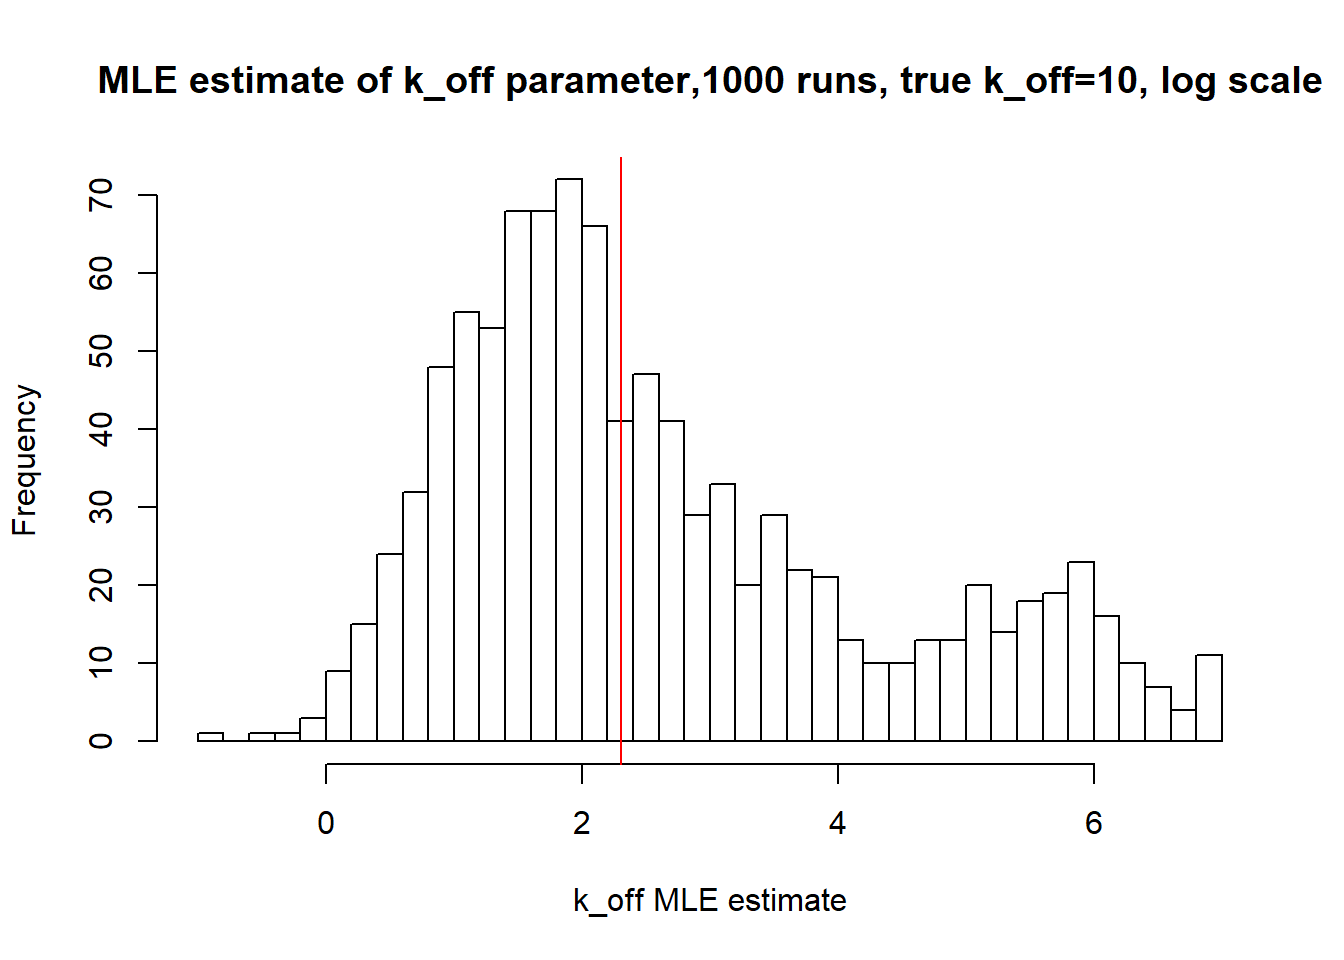 MLE estimate of k_off parameter,1000 runs, true k_off=10, log scale
Frequency
70
60
50
40
30
20
10
0
0 2 4 6
k_off MLE estimate